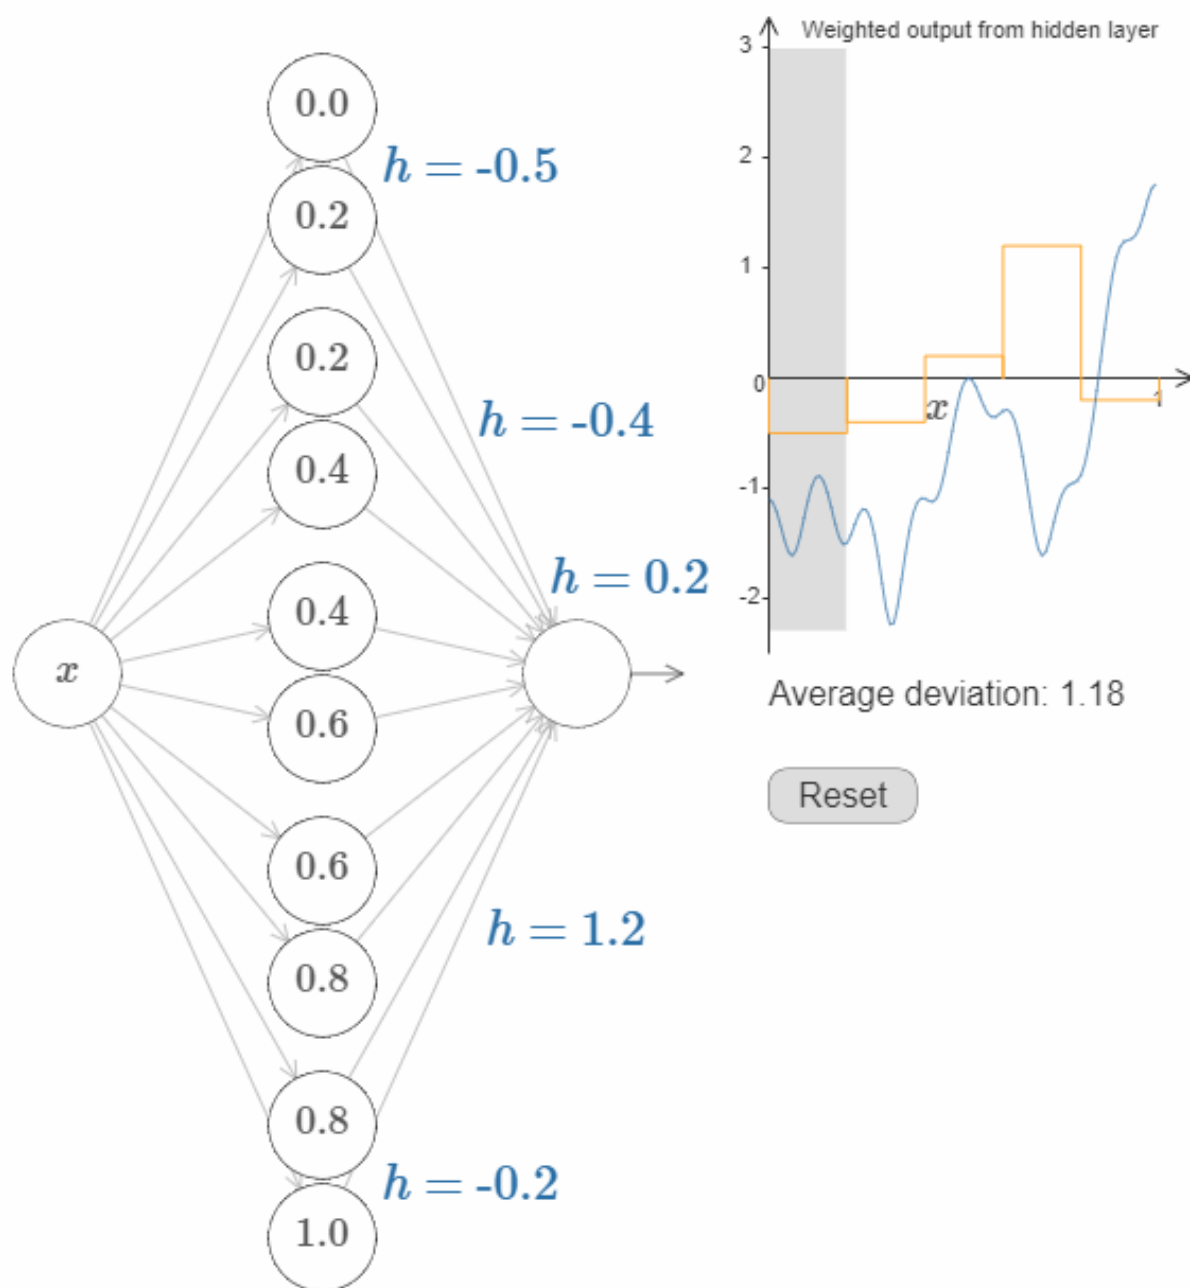 0.0
h = -0.5
0.2
0.2
h = -0.4
0.4
0.4
h = 0.2
x
0.6
0.6
h = 1.2
0.8
0.8
h = -0.2
1.0
Weighted output from hidden layer
3
2
1
0
x
1
-1
-2
Average deviation: 1.18
Reset